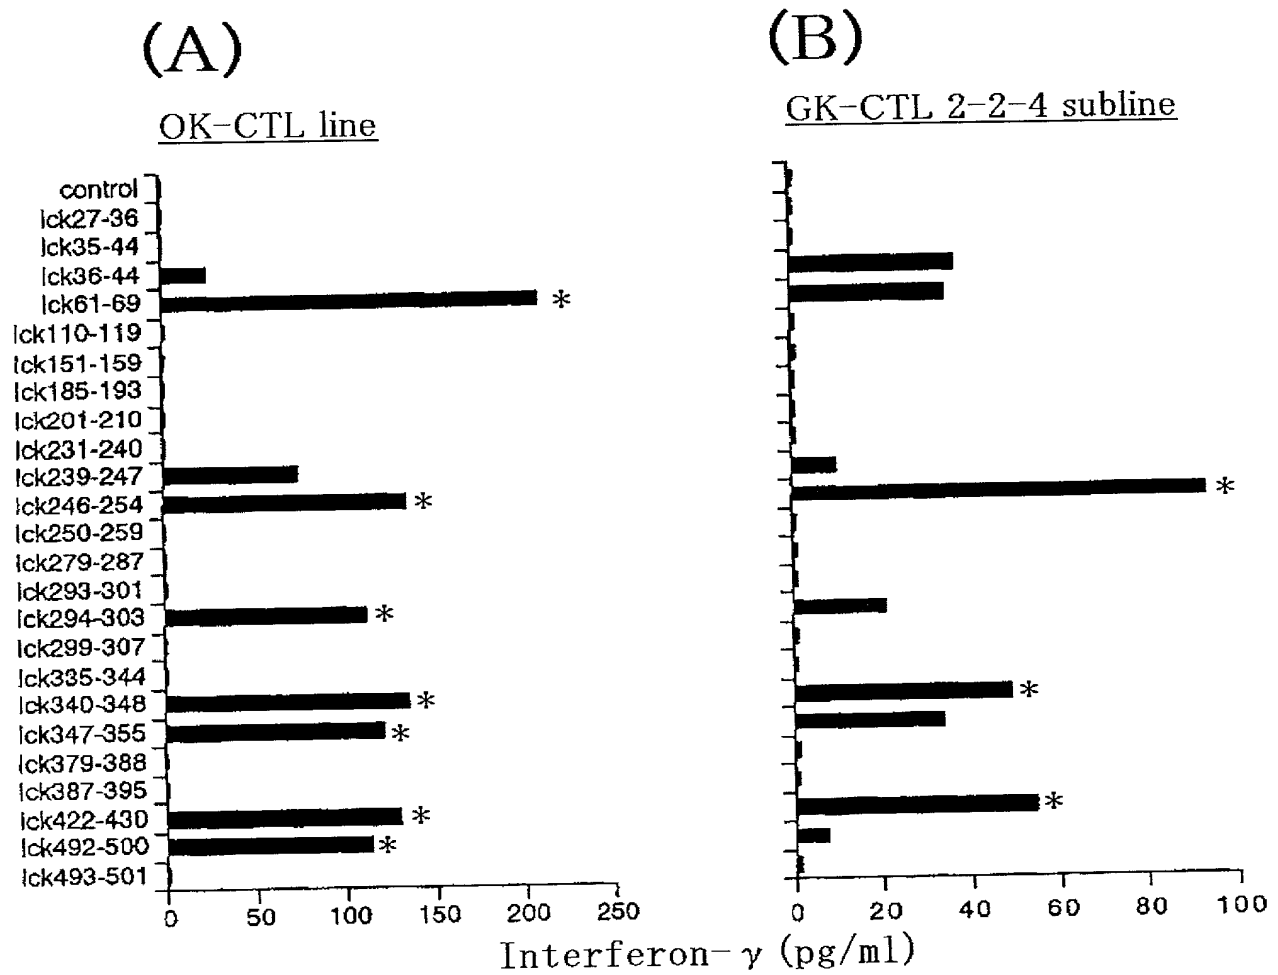 (A)
(B)
OK-CTL line
GK-CTL 2-2-4 subline
control
lck27-36
lck35-44
lck36-44
lck61-69
*
lck110-119
lck151-159
lck185-193
lck201-210
lck231-240
lck239-247
lck246-254
*
*
lck250-259
lck279-287
lck293-301
lck294-303
*
lck299-307
lck335-344
lck340-348
*
*
lck347-355
*
lck379-388
lck387-395
lck422-430
*
*
lck492-500
*
lck493-501
0 50 100 150 200 250
0 20 40 60 80 100
Interferon-γ (pg/ml)